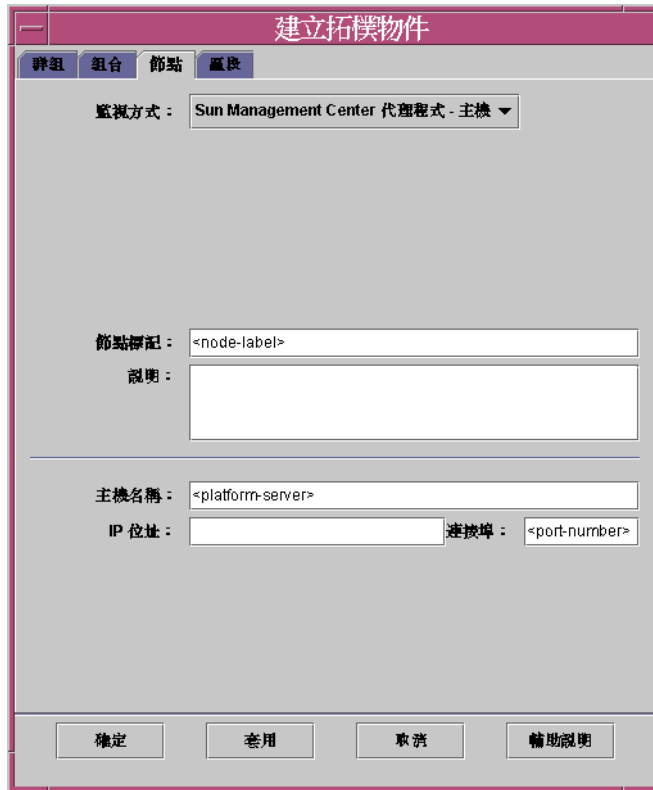 建立拓樸物件
群組 組合 節點 區段
監視方式： Sun Management Center 代理程式 - 主機
節點標記： <node-label>
說明：
主機名稱： <platform-server>
IP 位址： 連接埠： <port-number>
確定 套用 取消 輔助說明